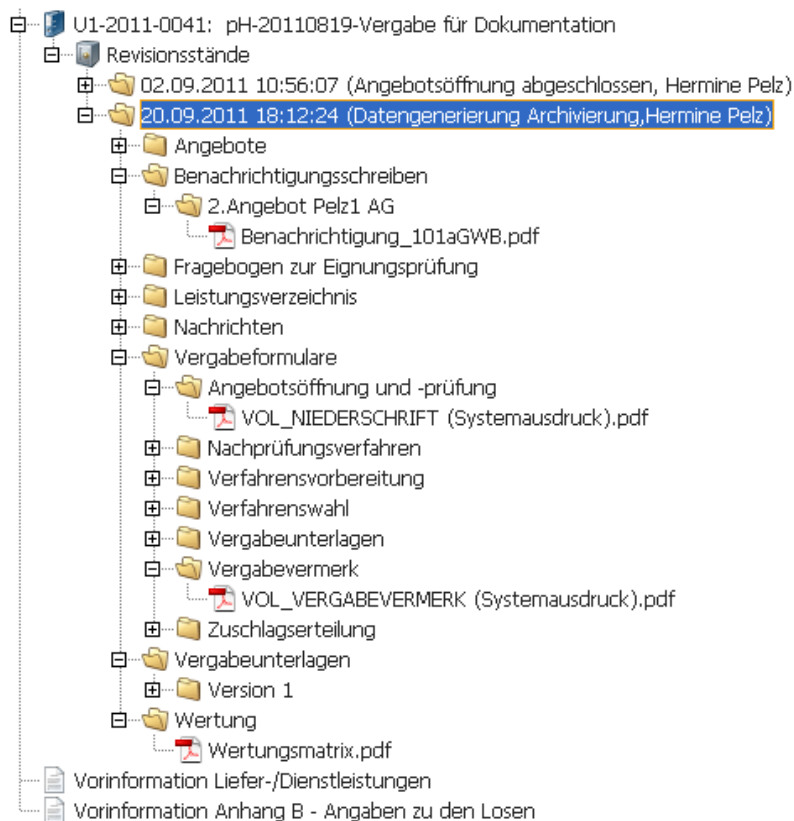 U1-2011-0041: pH-20110819-Vergabe für Dokumentation
Revisionsstände
02.09.2011 10:56:07 (Angebotsöffnung abgeschlossen, Hermine Pelz)
20.09.2011 18:12:24 (Datengenerierung Archivierung,Hermine Pelz)
Angebote
Benachrichtigungsschreiben
2.Angebot Pelz1 AG
Benachrichtigung_101aGWB.pdf
Fragebogen zur Eignungsprüfung
Leistungsverzeichnis
Nachrichten
Vergabeformulare
Angebotsöffnung und -prüfung
VOL_NIEDERSCHRIFT (Systemausdruck).pdf
Nachprüfungsverfahren
Verfahrensvorbereitung
Verfahrenswahl
Vergabeunterlagen
Vergabevermerk
VOL_VERGABEVERMERK (Systemausdruck).pdf
Zuschlagserteilung
Vergabeunterlagen
Version 1
Wertung
Wertungsmatrix.pdf
Vorinformation Liefer-/Dienstleistungen
Vorinformation Anhang B - Angaben zu den Losen